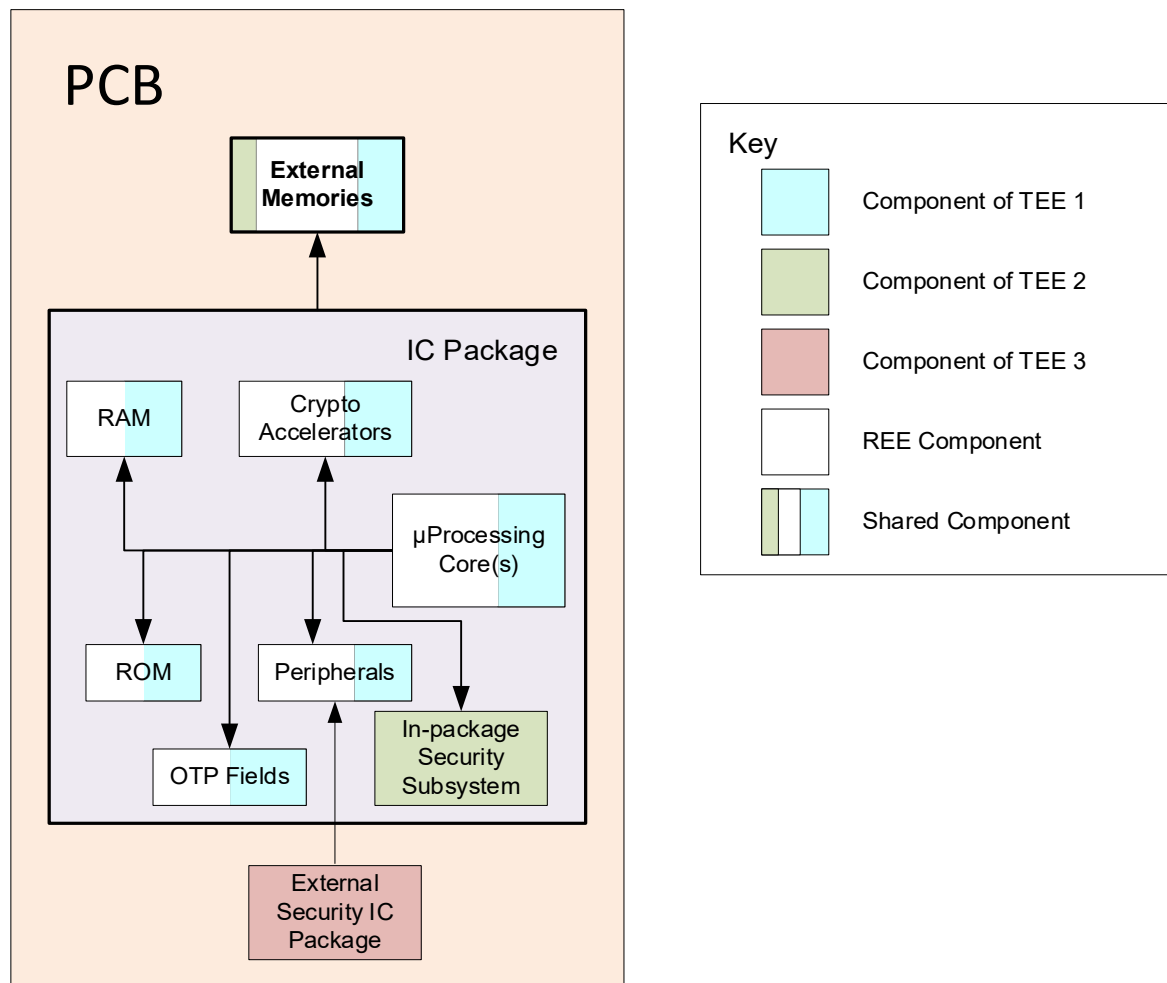 PCB
External
Memories
IC Package
RAM
Crypto
Accelerators
µProcessing
Core(s)
ROM
Peripherals
In-package
Security
Subsystem
OTP Fields
External
Security IC
Package
Key
Component of TEE 1
Component of TEE 2
Component of TEE 3
REE Component
Shared Component